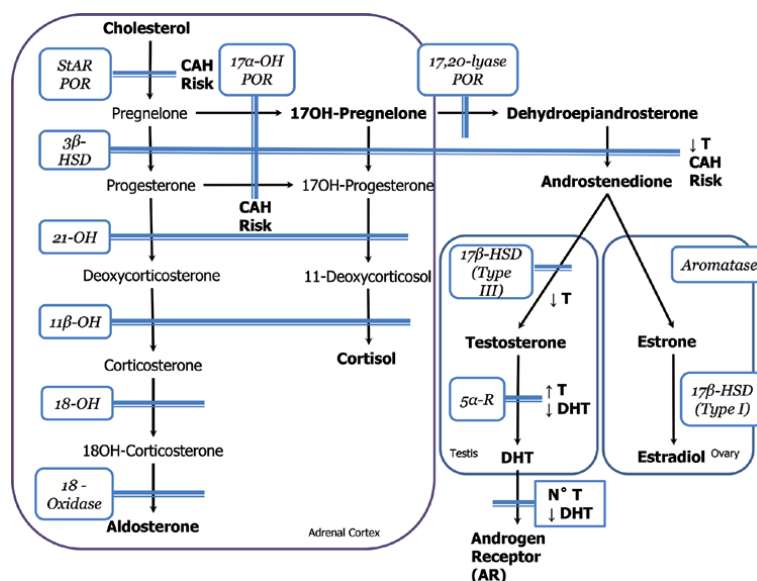 Cholesterol
StAR
POR
CAH
Risk
17α-OH
POR
17,20-lyase
POR
Pregnelone
17OH-Pregnelone
Dehydroepiandrosterone
3β-
HSD
↓ T
CAH
Risk
Progesterone
17OH-Progesterone
Androstenedione
CAH
Risk
21-OH
17β-HSD
(Type
III)
Aromatase
Deoxycorticosterone
11-Deoxycorticosol
↓ T
11β-OH
Corticosterone
Cortisol
Testosterone
Estrone
18-OH
5α-R
↑ T
↓ DHT
17β-HSD
(Type I)
18OH-Corticosterone
Testis
DHT
Estradiol
Ovary
18 -
Oxidase
Aldosterone
Adrenal Cortex
N° T
↓ DHT
Androgen
Receptor
(AR)